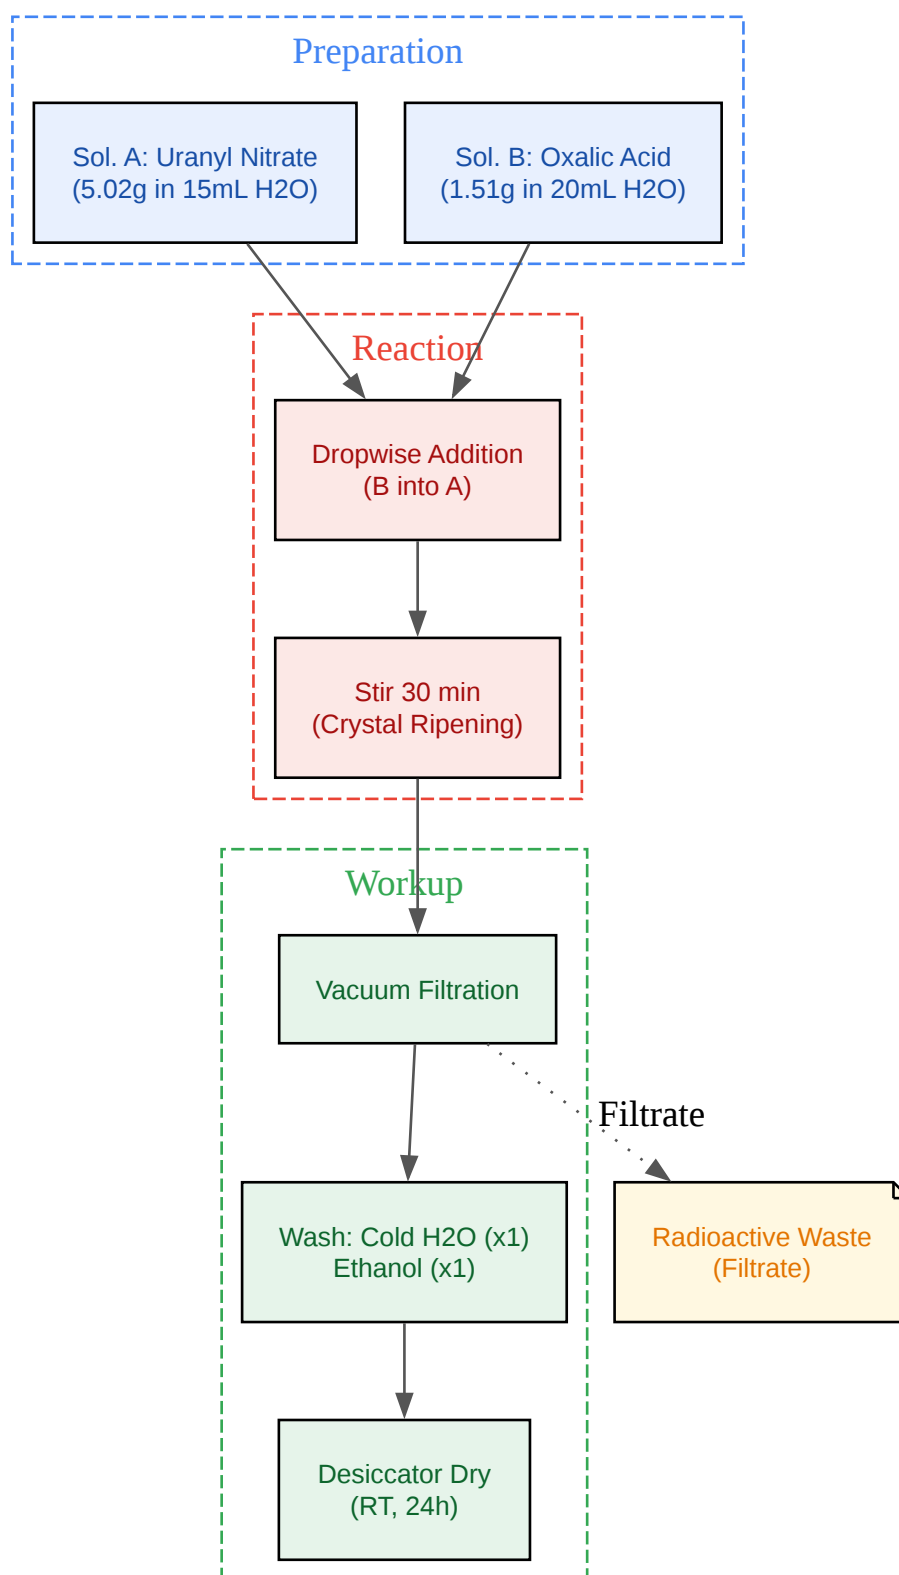 Preparation
Sol. A: Uranyl Nitrate
(5.02g in 15mL H2O)
Sol. B: Oxalic Acid
(1.51g in 20mL H2O)
Reaction
Dropwise Addition
(B into A)
Stir 30 min
(Crystal Ripening)
Workup
Vacuum Filtration
Filtrate
Wash: Cold H2O (x1)
Ethanol (x1)
Radioactive Waste
(Filtrate)
Desiccator Dry
(RT, 24h)